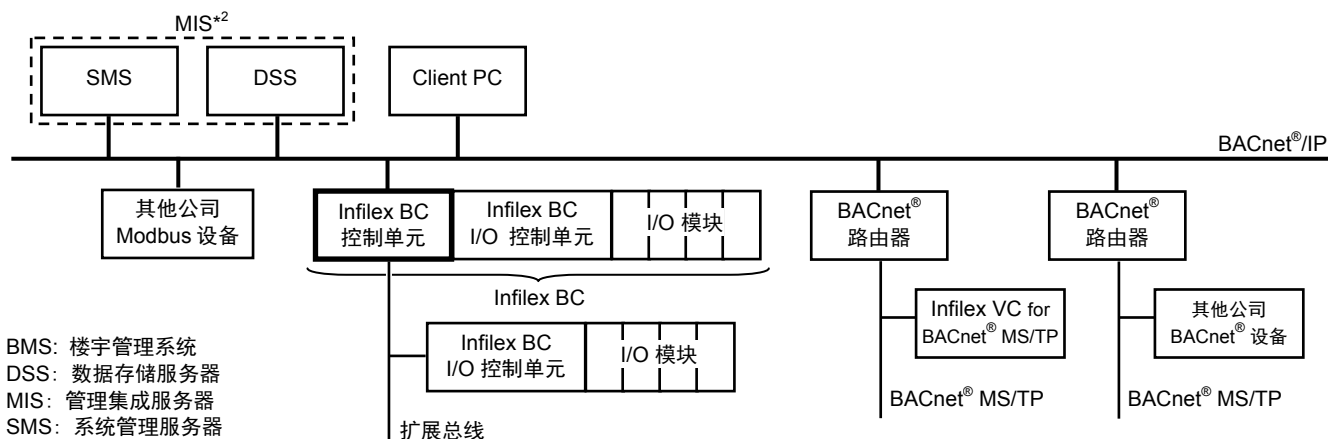 MIS*²
SMS
DSS
Client PC
BACnet®/IP
其他公司
Modbus 设备
Infilex BC
控制单元
Infilex BC
I/O 控制单元
I/O 模块
BACnet®
路由器
BACnet®
路由器
Infilex BC
Infilex VC for
BACnet® MS/TP
其他公司
BACnet® 设备
Infilex BC
I/O 控制单元
I/O 模块
BACnet® MS/TP
BACnet® MS/TP
扩展总线
BMS：楼宇管理系统
DSS：数据存储服务器
MIS：管理集成服务器
SMS：系统管理服务器